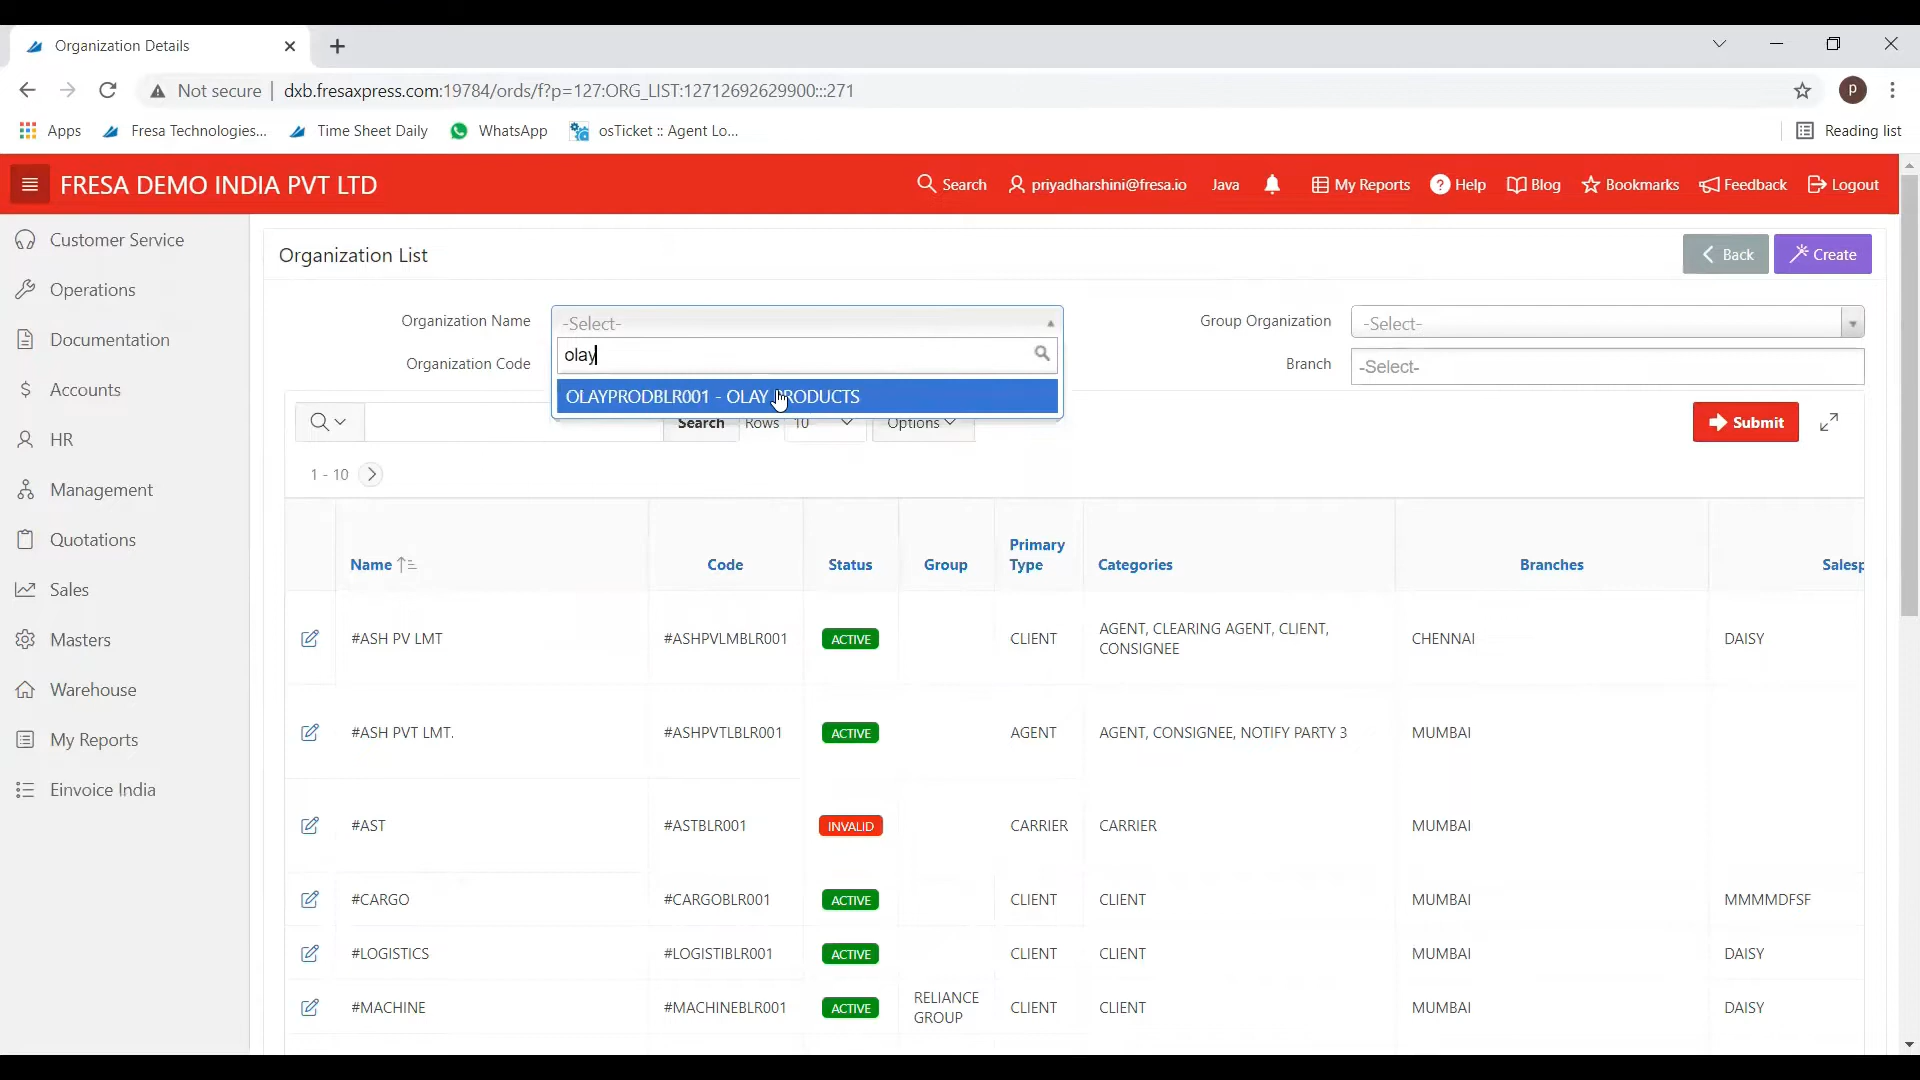 Organization Details
Not secure
dxb.fresaxpress.com:19784/ords/f?p=127:ORG_LIST:12712692629900:::271
P
Apps
Fresa Technologies...
Time Sheet Daily
WhatsApp
osTicket :: Agent Lo...
Reading list
FRESA DEMO INDIA PVT LTD
Search
priyadharshini@fresa.io
Java
My Reports
Help
Blog
Bookmarks
Feedback
Logout
Customer Service
Operations
Documentation
Accounts
HR
Management
Quotations
Sales
Masters
Warehouse
My Reports
Einvoice India
Organization List
Back
Create
Organization Name
-Select-
olay
OLAYPRODBLR001 - OLAY PRODUCTS
Group Organization
-Select-
Organization Code
Branch
-Select-
Search
Rows
10
Options
Submit
1 - 10
Name
Code
Status
Group
Primary
Type
Categories
Branches
Salesp
#ASH PV LMT
#ASHPVLMBLR001
ACTIVE
CLIENT
AGENT, CLEARING AGENT, CLIENT,
CONSIGNEE
CHENNAI
DAISY
#ASH PVT LMT.
#ASHPVTLBLR001
ACTIVE
AGENT
AGENT, CONSIGNEE, NOTIFY PARTY 3
MUMBAI
#AST
#ASTBLR001
INVALID
CARRIER
CARRIER
MUMBAI
#CARGO
#CARGOBLR001
ACTIVE
CLIENT
CLIENT
MUMBAI
MMMMDFSF
#LOGISTICS
#LOGISTIBLR001
ACTIVE
CLIENT
CLIENT
MUMBAI
DAISY
#MACHINE
#MACHINEBLR001
ACTIVE
RELIANCE
GROUP
CLIENT
CLIENT
MUMBAI
DAISY